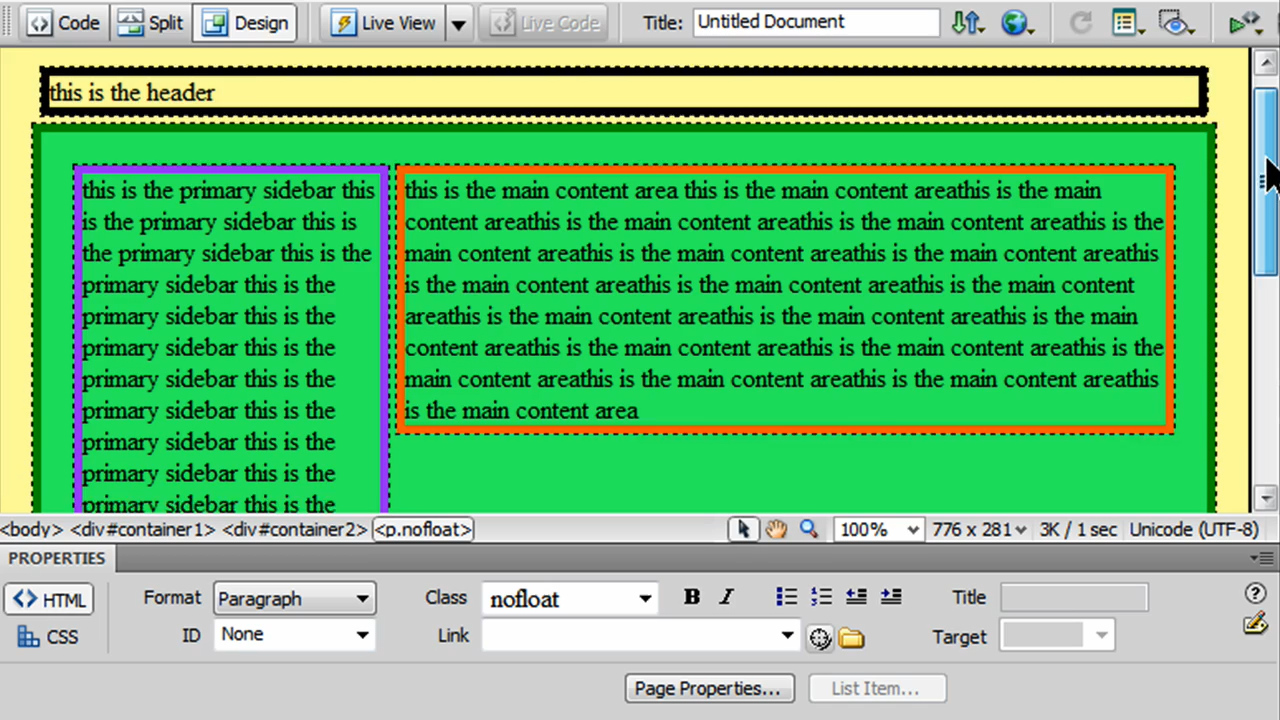 Code Split Design Live View Live Code Title: Untitled Document
this is the header
this is the primary sidebar this
is the primary sidebar this is
the primary sidebar this is the
primary sidebar this is the
primary sidebar this is the
primary sidebar this is the
primary sidebar this is the
primary sidebar this is the
primary sidebar this is the
primary sidebar this is the
primary sidebar this is the
this is the main content area this is the main content areathis is the main
content areathis is the main content areathis is the main content areathis is the
main content areathis is the main content areathis is the main content areathis
is the main content areathis is the main content areathis is the main content
areathis is the main content areathis is the main content areathis is the main
content areathis is the main content areathis is the main content areathis is the
main content areathis is the main content areathis is the main content areathis
is the main content area
<body> <div#container1> <div#container2> <p.nofloat> 100% 776 x 281 3K / 1 sec Unicode (UTF-8)
PROPERTIES
HTML Format Paragraph Class nofloat B I Title
CSS ID None Link Target
Page Properties... List Item...